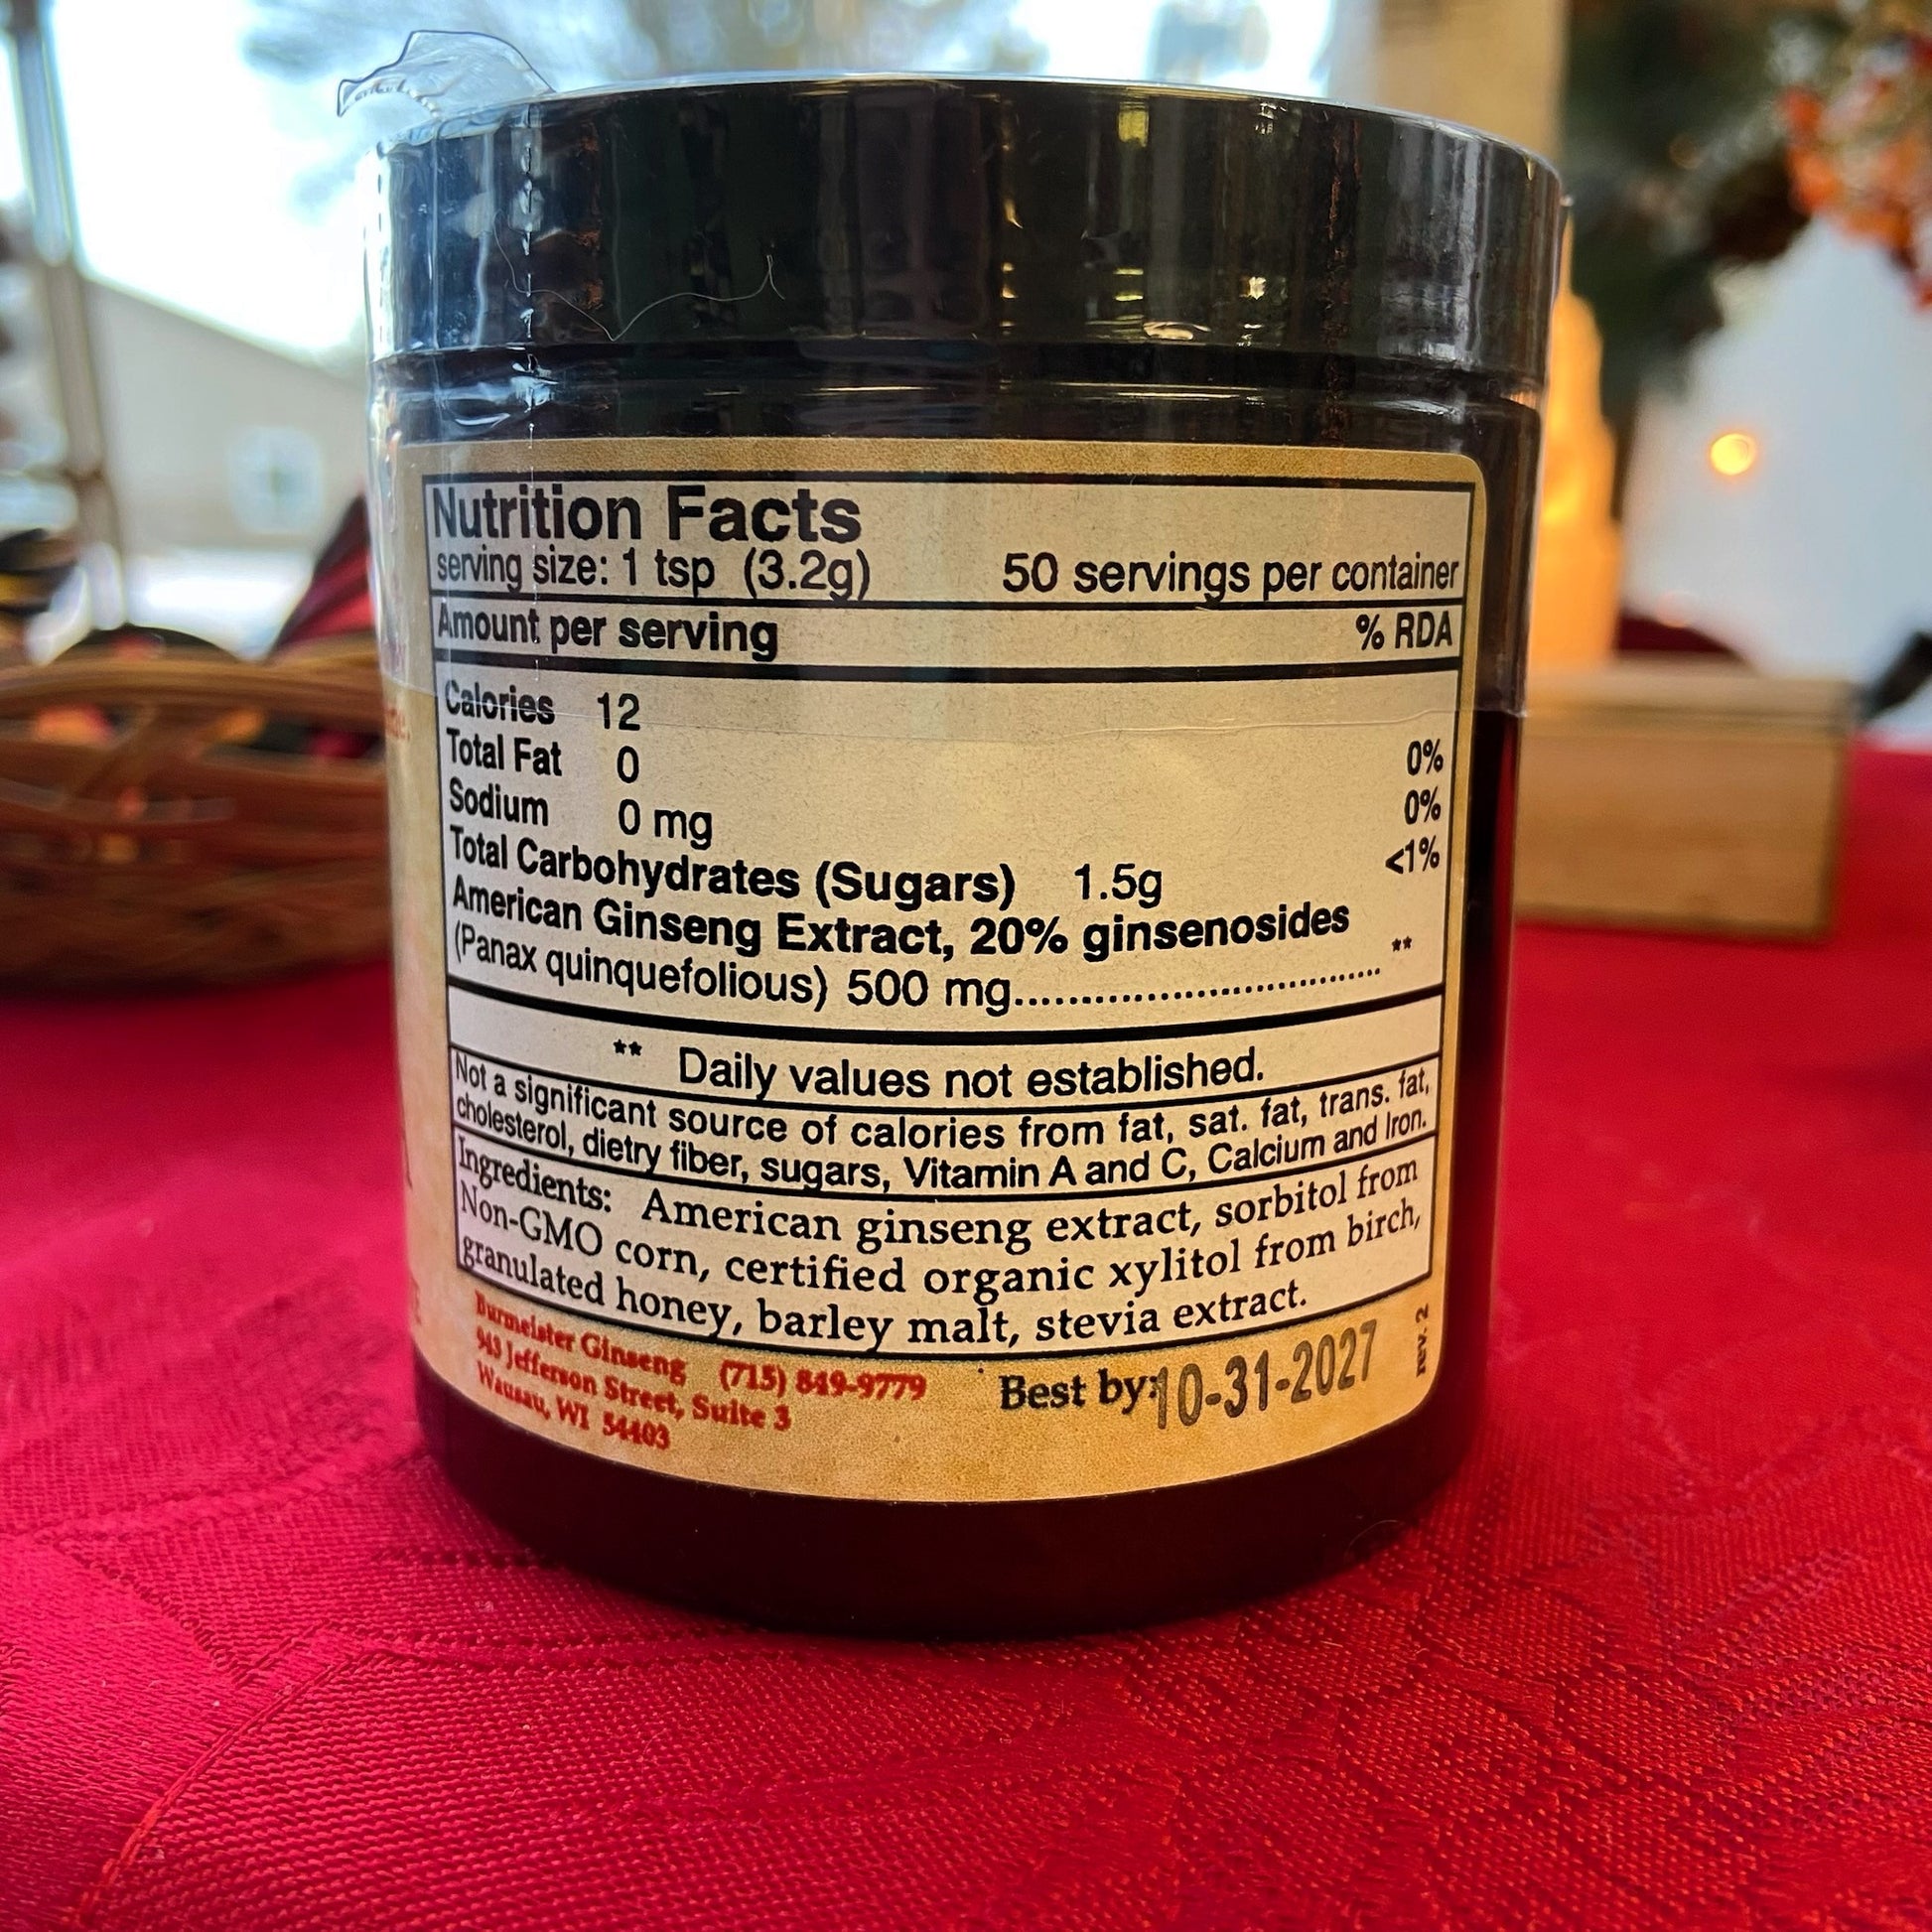 Nutrition Facts
serving size: 1 tsp (3.2g) 50 servings per container
Amount per serving % RDA
Calories 12
Total Fat 0 0%
Sodium 0 mg 0%
Total Carbohydrates (Sugars) 1.5g <1%
American Ginseng Extract, 20% ginsenosides
(Panax quinquefolious) 500 mg.................................. **
** Daily values not established.
Not a significant source of calories from fat, sat. fat, trans. fat,
cholesterol, dietry fiber, sugars, Vitamin A and C, Calcium and Iron.
Ingredients: American ginseng extract, sorbitol from
Non-GMO corn, certified organic xylitol from birch,
granulated honey, barley malt, stevia extract.
Burmeister Ginseng (715) 849-9779
943 Jefferson Street, Suite 3
Wausau, WI 54403
Best by: 10-31-2027
rev. 2